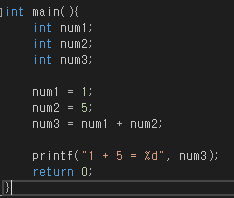 int main(){
int num1;
int num2;
int num3;
num1 = 1;
num2 = 5;
num3 = num1 + num2;
printf("1 + 5 = %d", num3);
return 0;
}